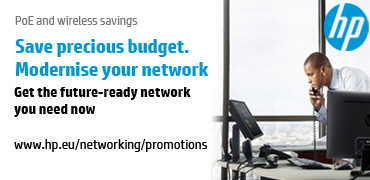 PoE and wireless savings
hp
Save precious budget.
Modernise your network
Get the future-ready network
you need now
www.hp.eu/networking/promotions